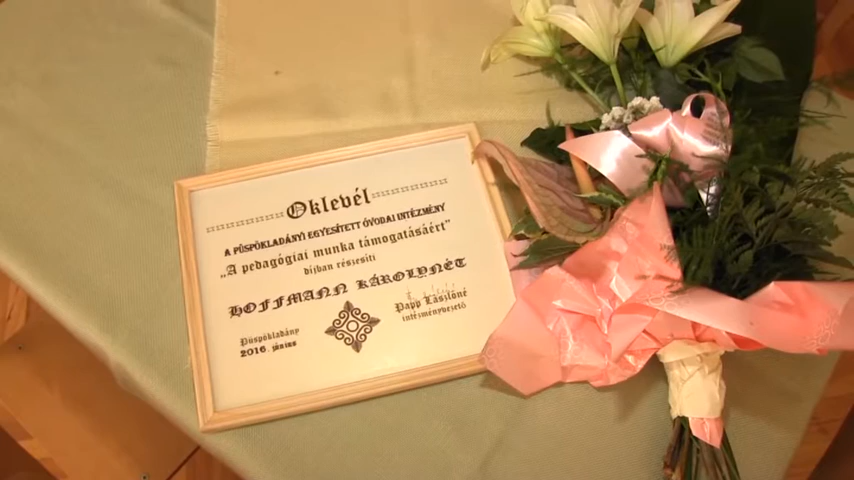 Oklevél
A PÜSPÖKLADÁNYI EGYESÍTETT ÓVODAI INTÉZMÉNY
„A pedagógiai munka támogatásáért”
díjban részesíti
HOFFMANN KÁROLYNÉT
Papp Lászlóné
intézményvezető
Püspökladány
2016. június